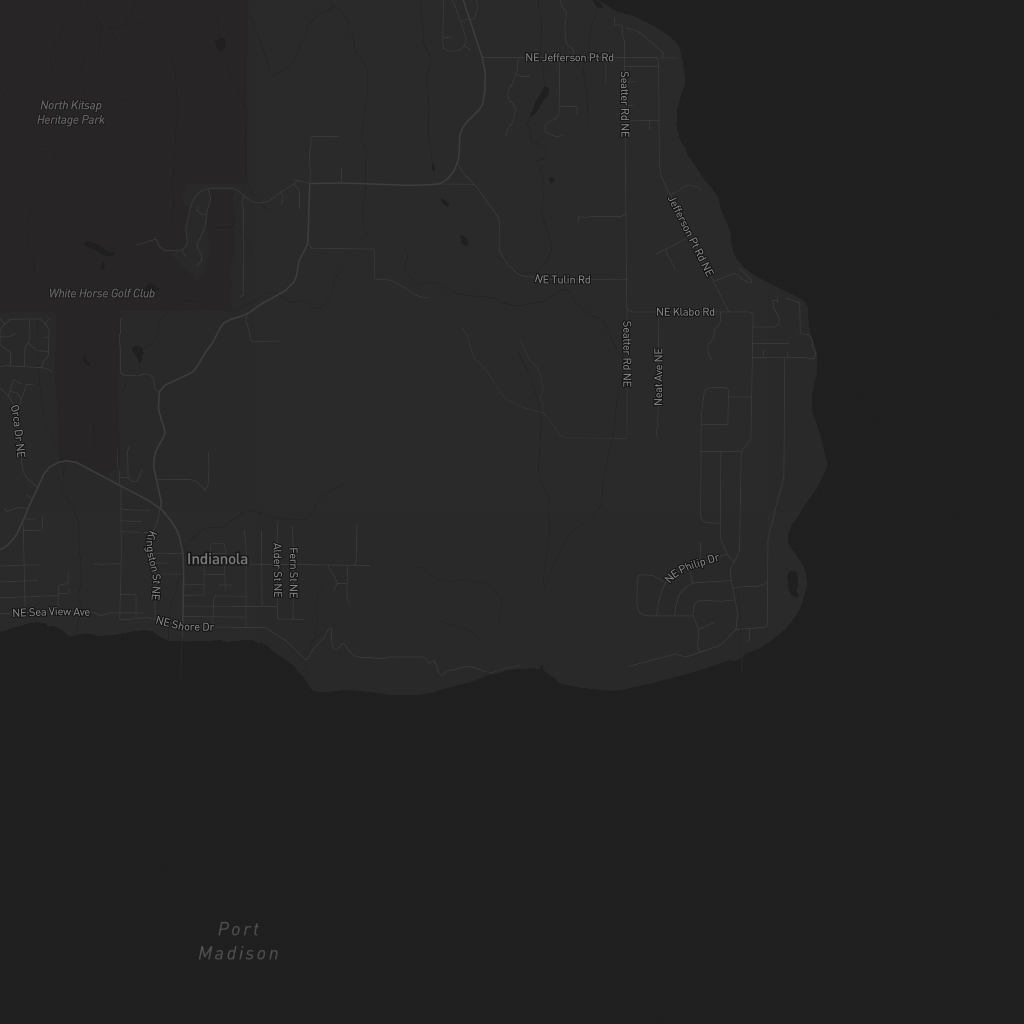 NE Jefferson Pt Rd
Seatter Rd NE
North Kitsap
Heritage Park
Jefferson Pt Rd NE
NE Tulin Rd
White Horse Golf Club
NE Klabo Rd
Seatter Rd NE
Neat Ave NE
Orca Dr NE
Kingston St NE
Indianola
Alder St NE
Fern St NE
NE Philip Dr
NE Sea View Ave
NE Shore Dr
Port
Madison